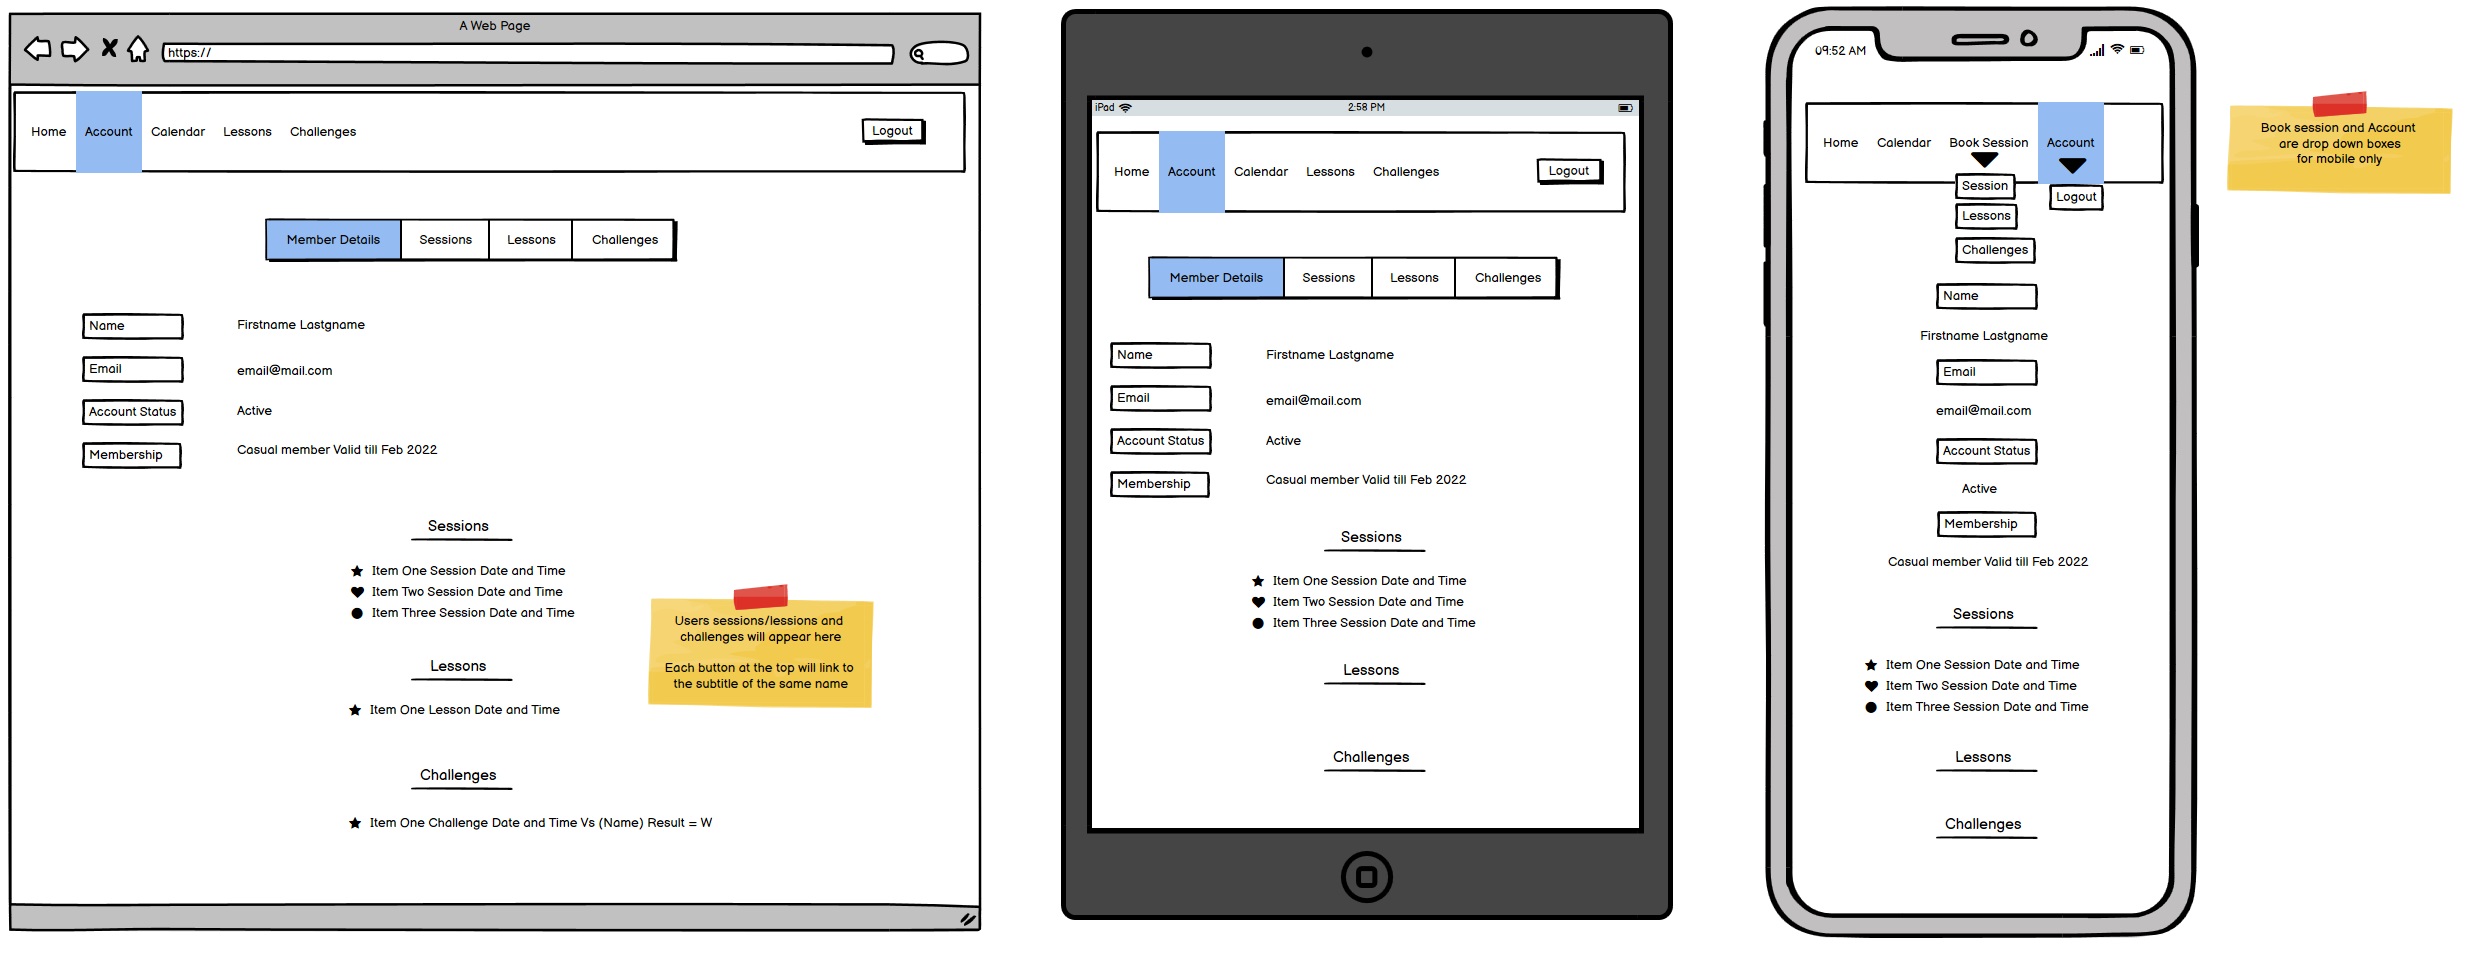 A Web Page
https://
Home Account Calendar Lessons Challenges Logout
Member Details Sessions Lessons Challenges
Name Firstname Lastgname
Email email@mail.com
Account Status Active
Membership Casual member Valid till Feb 2022
Sessions
Item One Session Date and Time
Item Two Session Date and Time
Item Three Session Date and Time
Lessons
Item One Lesson Date and Time
Challenges
Item One Challenge Date and Time Vs (Name) Result = W
Users sessions/lessions and
challenges will appear here
Each button at the top will link to
the subtitle of the same name
iPad 2:58 PM
Home Account Calendar Lessons Challenges Logout
Member Details Sessions Lessons Challenges
Name Firstname Lastgname
Email email@mail.com
Account Status Active
Membership Casual member Valid till Feb 2022
Sessions
Item One Session Date and Time
Item Two Session Date and Time
Item Three Session Date and Time
Lessons
Challenges
09:52 AM
Home Calendar Book Session Account
Session
Logout
Lessons
Challenges
Name
Firstname Lastgname
Email
email@mail.com
Account Status
Active
Membership
Casual member Valid till Feb 2022
Sessions
Item One Session Date and Time
Item Two Session Date and Time
Item Three Session Date and Time
Lessons
Challenges
Book session and Account
are drop down boxes
for mobile only